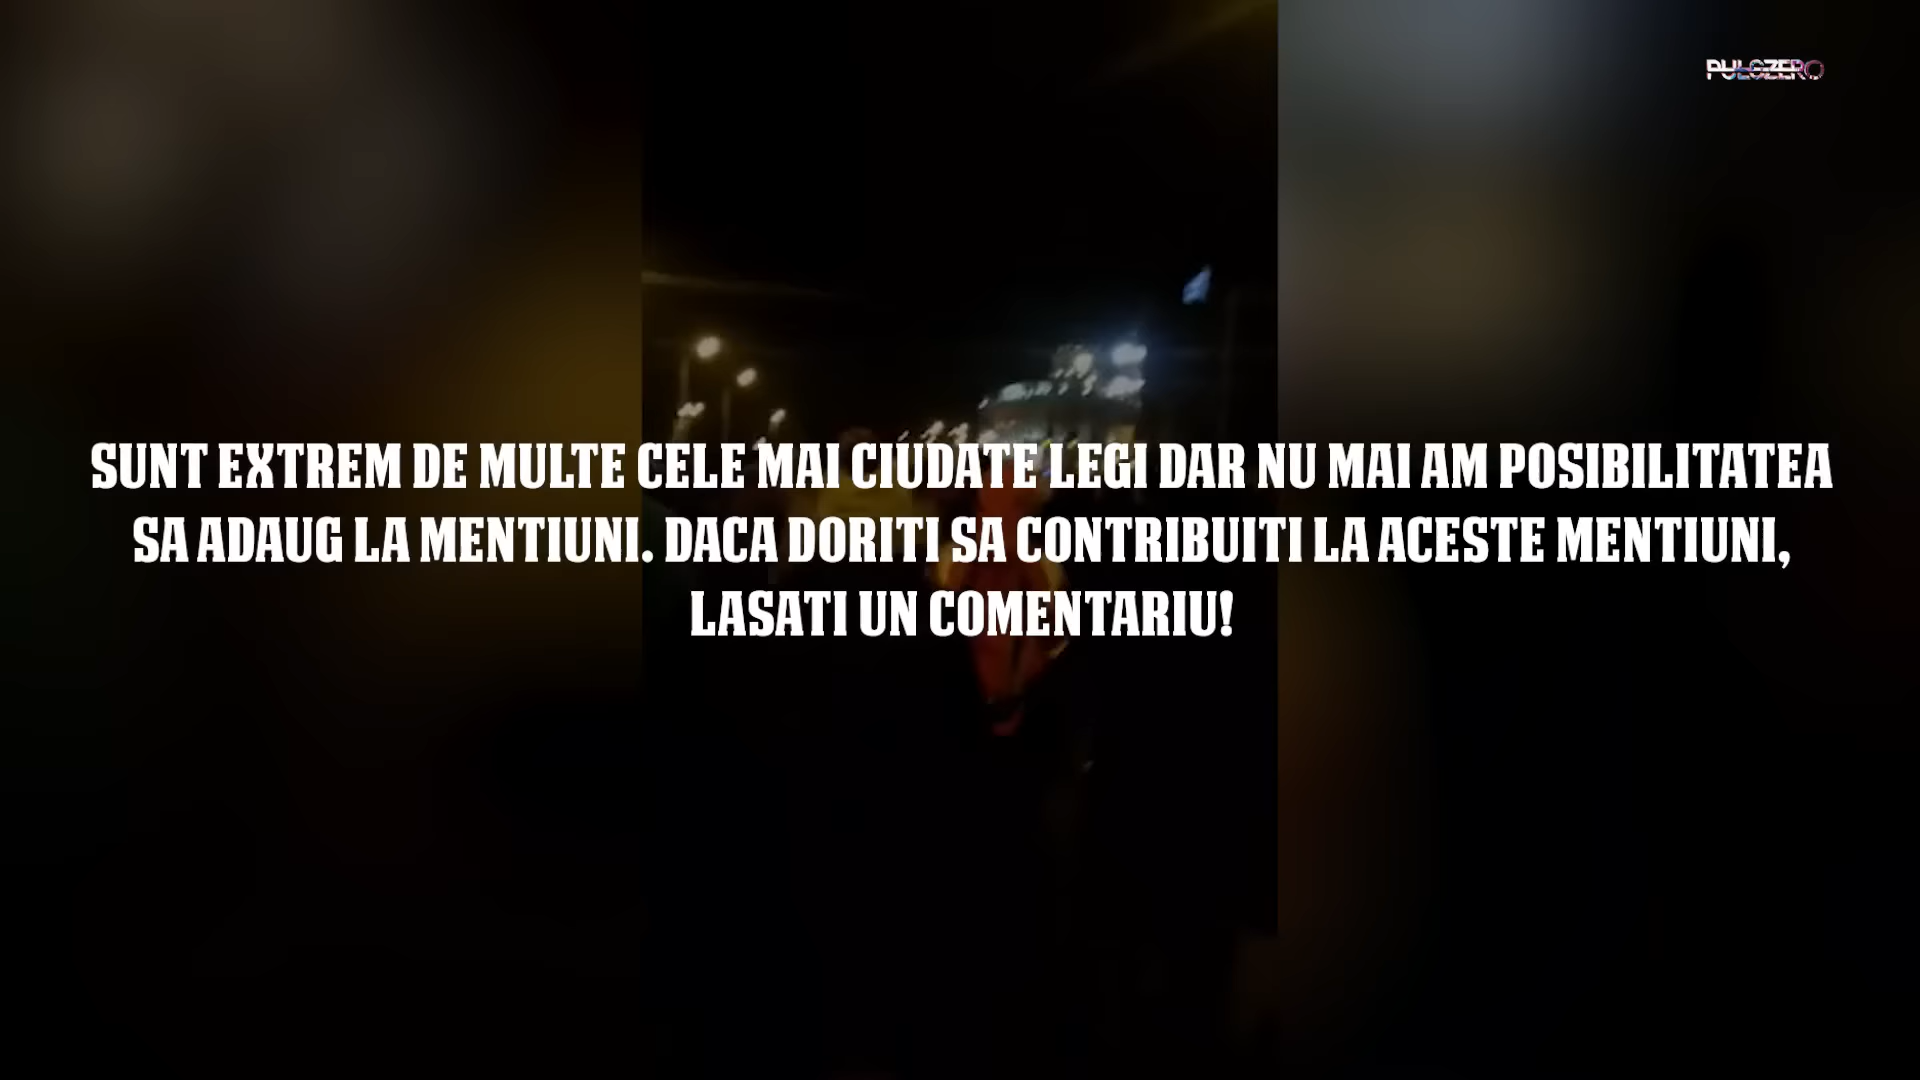 PULSZERO
SUNT EXTREM DE MULTE CELE MAI CIUDATE LEGI DAR NU MAI AM POSIBILITATEA
SA ADAUG LA MENTIUNI. DACA DORITI SA CONTRIBUITI LA ACESTE MENTIUNI,
LASATI UN COMENTARIU!